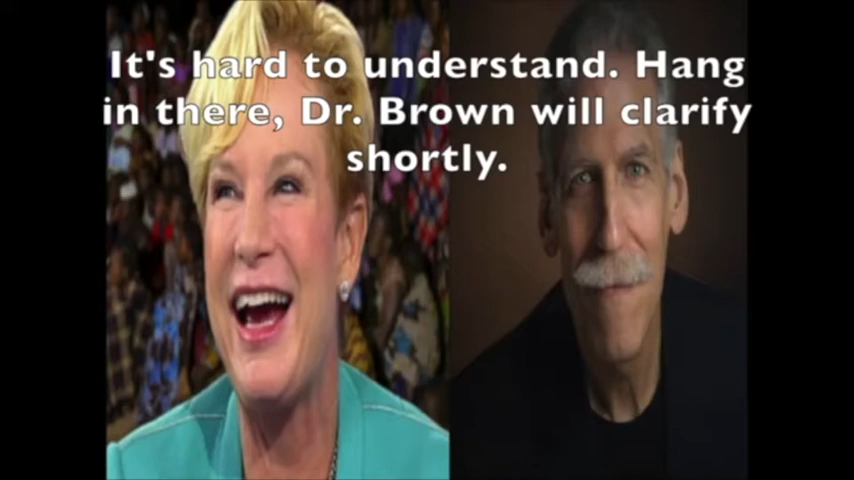 It's hard to understand. Hang
in there, Dr. Brown will clarify
shortly.